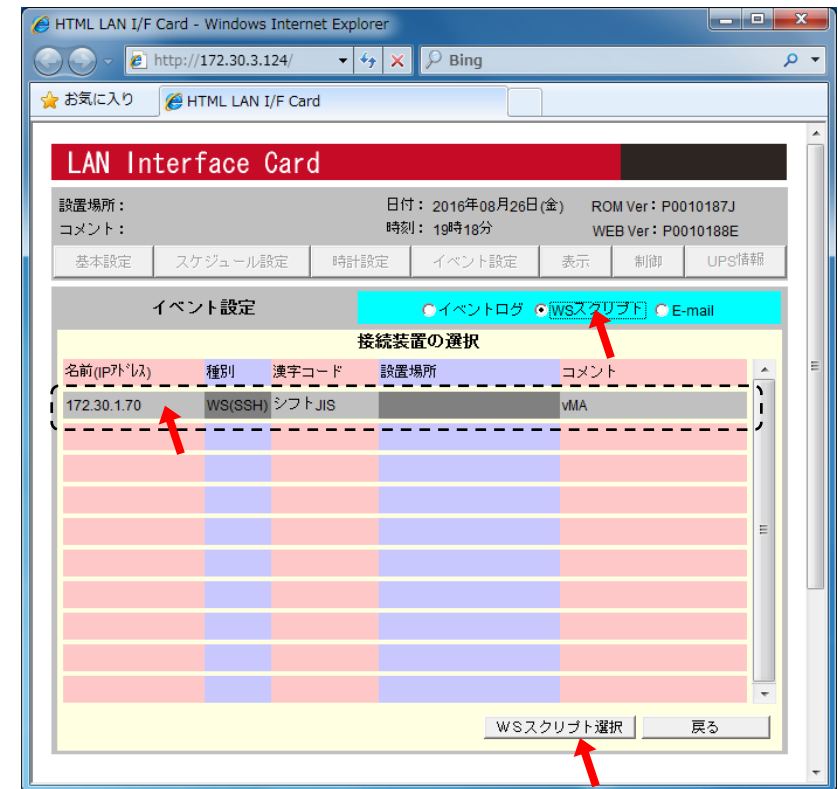 HTML LAN I/F Card - Windows Internet Explorer
http://172.30.3.124/
Bing
お気に入り
HTML LAN I/F Card
LAN Interface Card
設置場所： 日付： 2016年08月26日(金) ROM Ver： P0010187J
コメント： 時刻： 19時18分 WEB Ver： P0010188E
基本設定 スケジュール設定 時計設定 イベント設定 表示 制御 UPS情報
イベント設定 イベントログ WSスクリプト E-mail
接続装置の選択
名前(IPｱﾄﾞﾚｽ) 種別 漢字コード 設置場所 コメント
172.30.1.70 WS(SSH) シフトJIS vMA
WSスクリプト選択 戻る